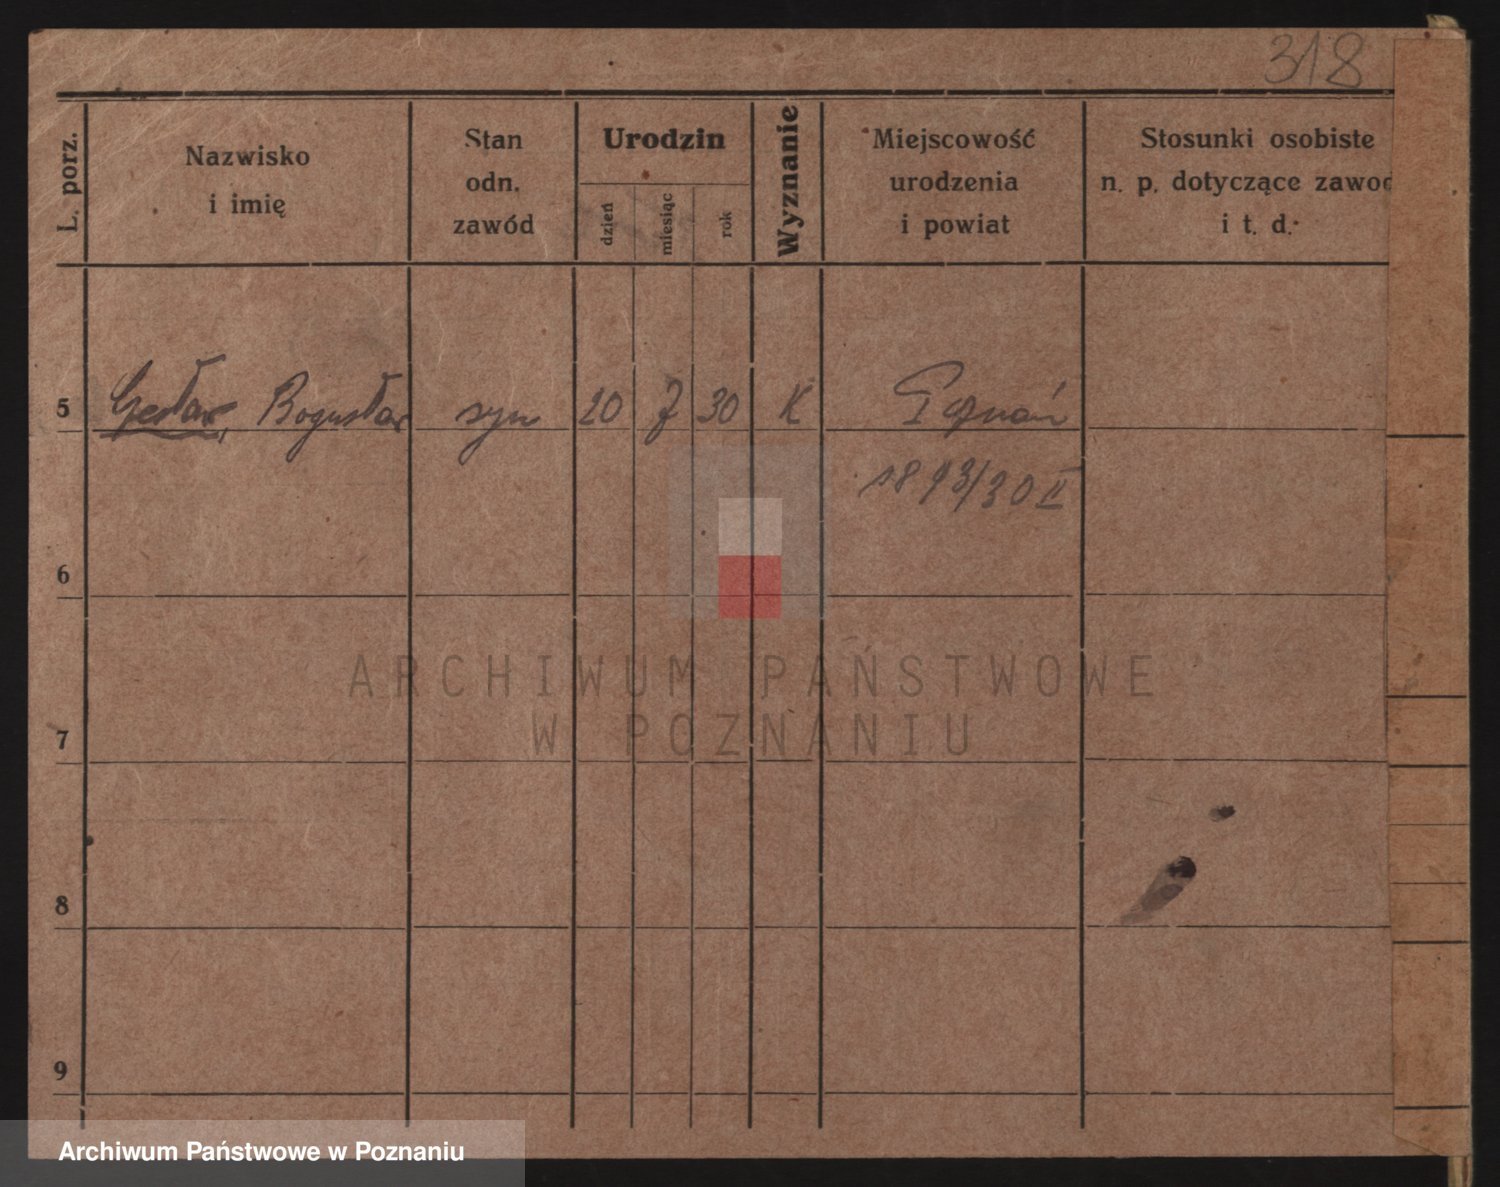 318
L. porz.
Nazwisko
i imię
Stan
odn.
zawód
Urodzin
dzień
miesiąc
rok
Wyznanie
Miejscowość
urodzenia
i powiat
Stosunki osobiste
n. p. dotyczące zawod
i t. d.
5
Bogusław syn 20 7 30 K Poznań
1893/30 II
6
ARCHIWUM PAŃSTWOWE
W POZNANIU
7
8
9
Archiwum Państwowe w Poznaniu